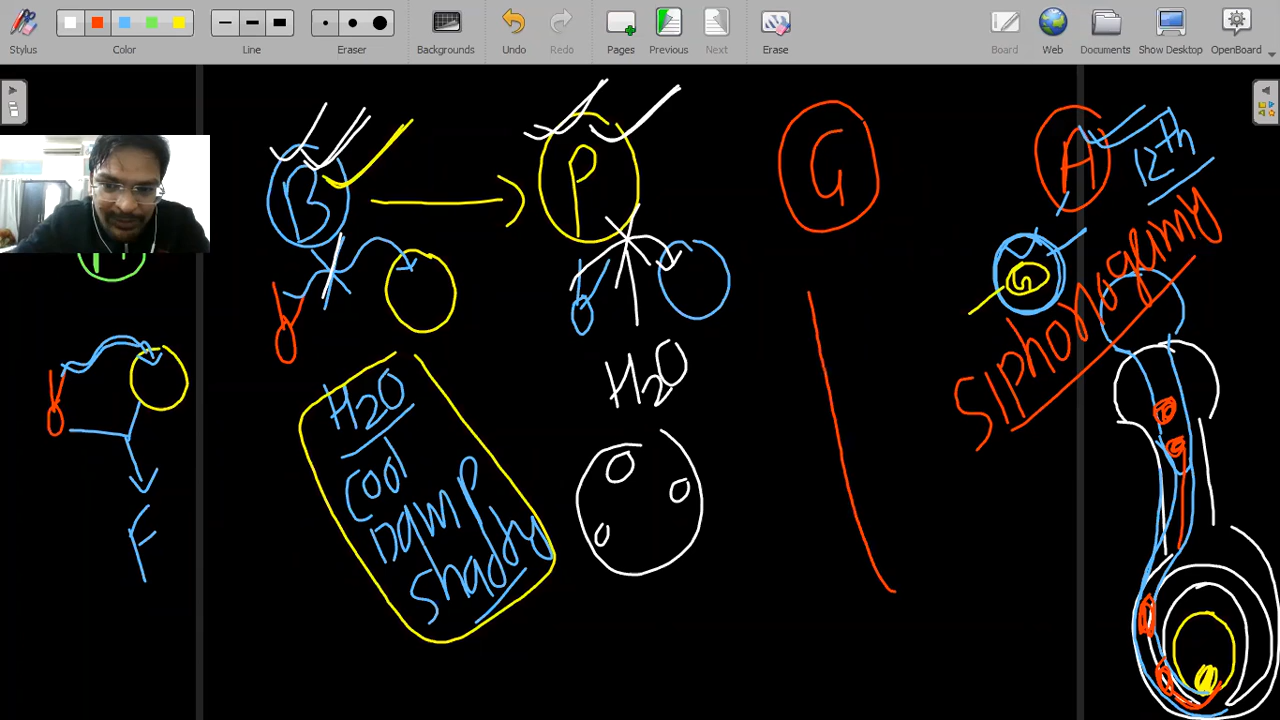 Stylus
Color
Line
Eraser
Backgrounds
Undo
Redo
Pages
Previous
Next
Erase
Board
Web
Documents
Show Desktop
OpenBoard
B
P
G
A
12th
G
Siphonogamy
H2O
Cool
Damp
Shaddy
H2O
F